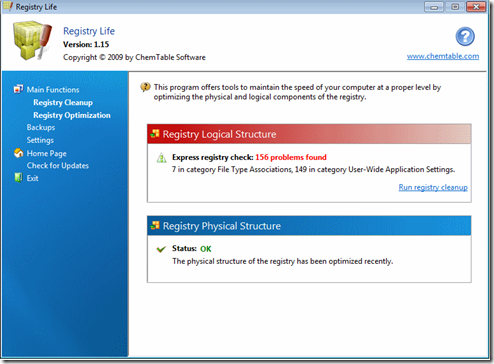 Registry Life
Registry Life
Version: 1.15
Copyright © 2009 by ChemTable Software
www.chemtable.com
Main Functions
Registry Cleanup
Registry Optimization
Backups
Settings
Home Page
Check for Updates
Exit
This program offers tools to maintain the speed of your computer at a proper level by
optimizing the physical and logical components of the registry.
Registry Logical Structure
Express registry check: 156 problems found
7 in category File Type Associations, 149 in category User-Wide Application Settings.
Run registry cleanup
Registry Physical Structure
Status: OK
The physical structure of the registry has been optimized recently.